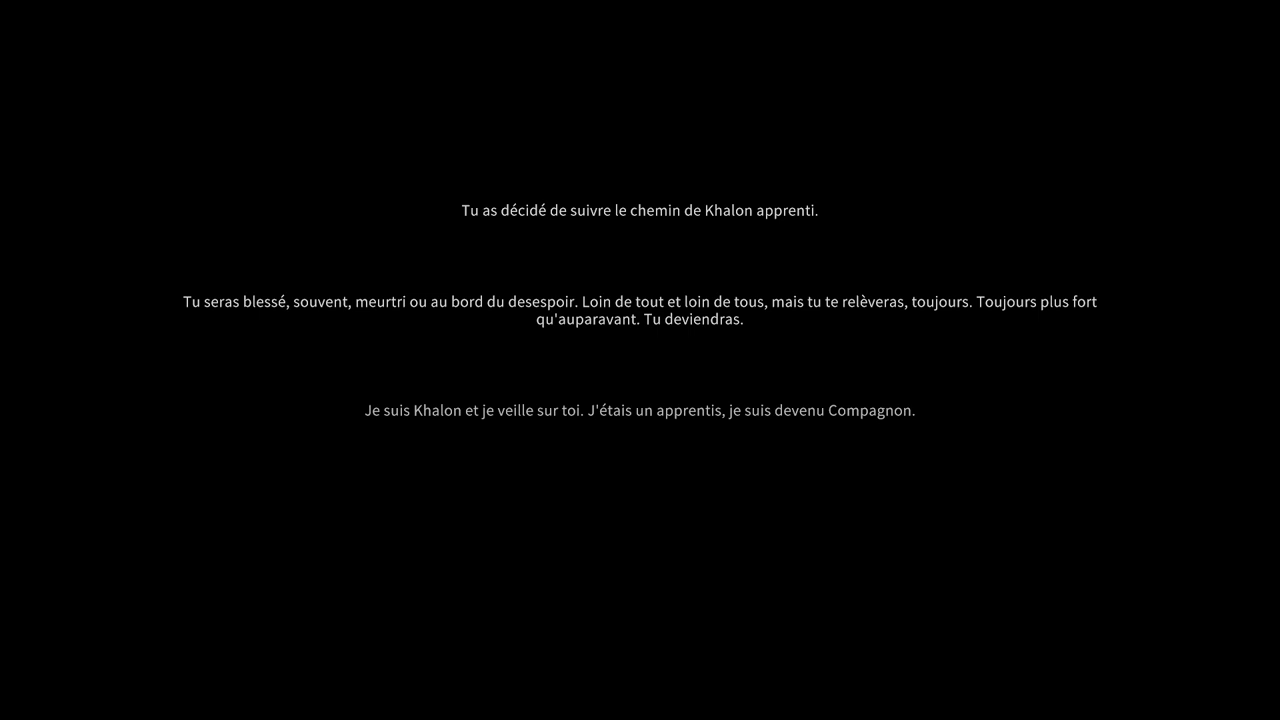 Tu as décidé de suivre le chemin de Khalon apprenti.
Tu seras blessé, souvent, meurtri ou au bord du desespoir. Loin de tout et loin de tous, mais tu te relèveras, toujours. Toujours plus fort
qu'auparavant. Tu deviendras.
Je suis Khalon et je veille sur toi. J'étais un apprentis, je suis devenu Compagnon.